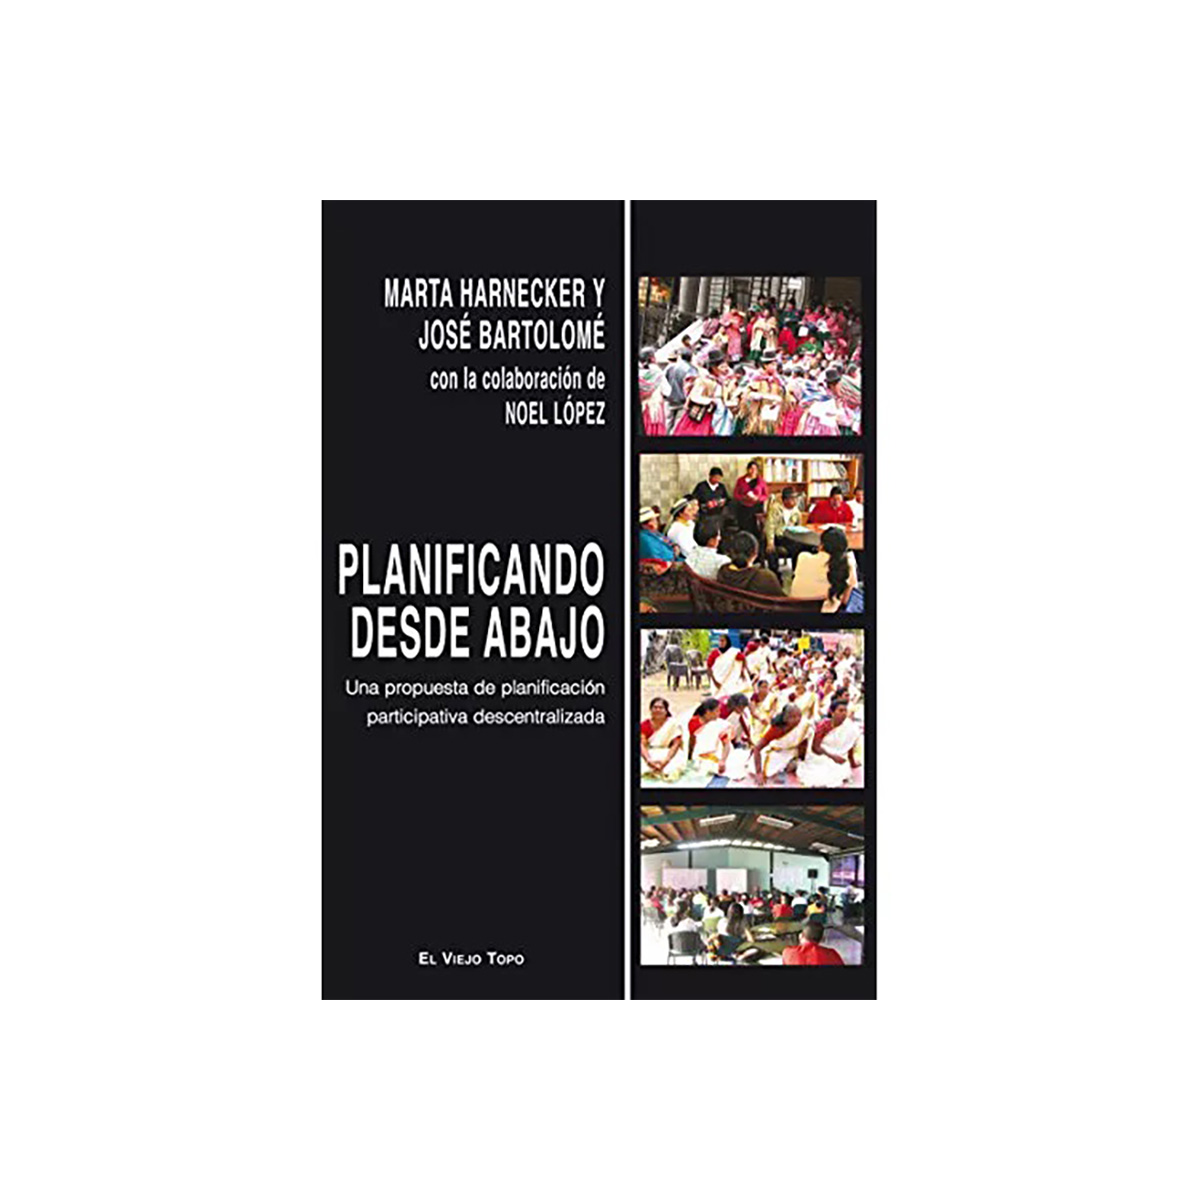 MARTA HARNECKER Y
JOSÉ BARTOLOMÉ
con la colaboración de
NOEL LÓPEZ
PLANIFICANDO
DESDE ABAJO
Una propuesta de planificación
participativa descentralizada
EL VIEJO TOPO